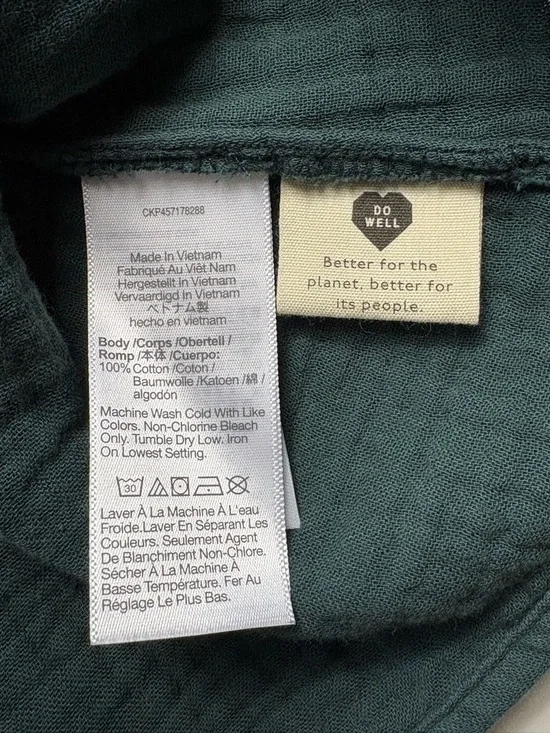 CKP457178288
Made In Vietnam
Fabriqué Au Viêt Nam
Hergestellt In Vietnam
Vervaardigd In Vietnam
ベトナム製
hecho en vietnam
Body /Corps /Obertell /
Romp /本体 /Cuerpo:
100% Cotton /Coton /
Baumwolle /Katoen /綿 /
algodón
Machine Wash Cold With Like
Colors. Non-Chlorine Bleach
Only. Tumble Dry Low. Iron
On Lowest Setting.
30
Laver À La Machine À L'eau
Froide.Laver En Séparant Les
Couleurs. Seulement Agent
De Blanchiment Non-Chlore.
Sécher À La Machine À
Basse Température. Fer Au
Réglage Le Plus Bas.
DO
WELL
Better for the
planet, better for
its people.